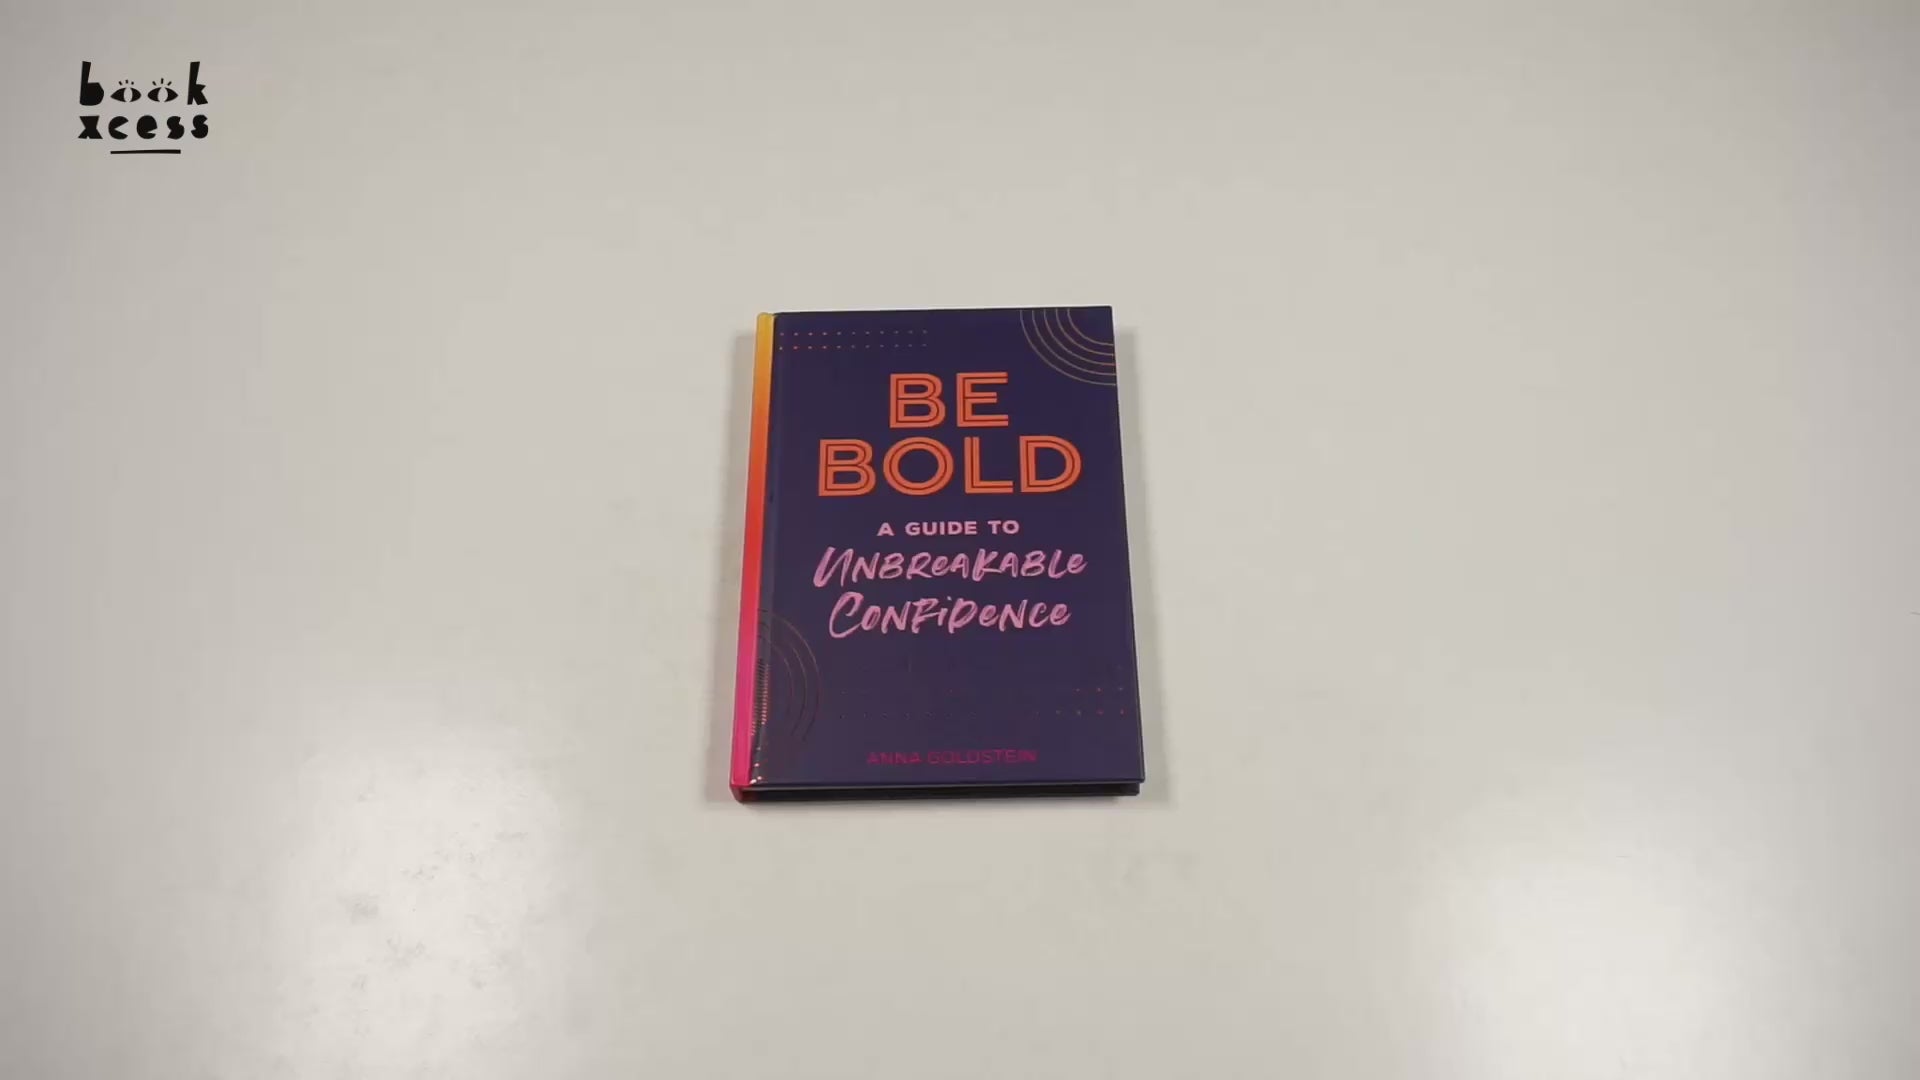 book
xcess
BE
BOLD
A GUIDE TO
UNBREAKABLE
CONFIDENCE
ANNA GOLDSTEIN